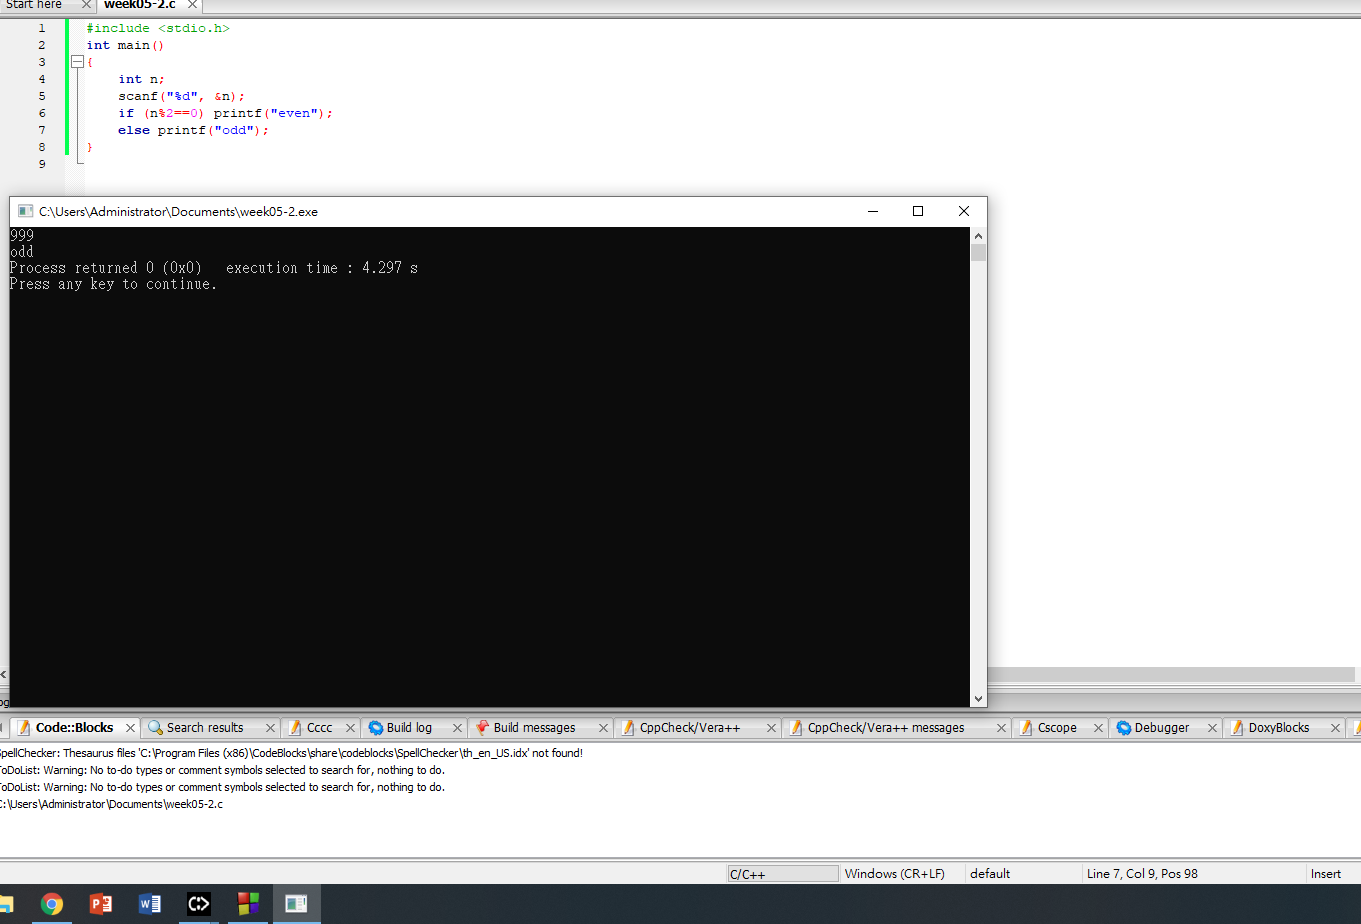 Start here
week05-2.c
1 #include <stdio.h>
2 int main()
3 {
4 int n;
5 scanf("%d", &n);
6 if (n%2==0) printf("even");
7 else printf("odd");
8 }
9
C:\Users\Administrator\Documents\week05-2.exe
999
odd
Process returned 0 (0x0) execution time : 4.297 s
Press any key to continue.
Code::Blocks Search results Cccc Build log Build messages CppCheck/Vera++ CppCheck/Vera++ messages Cscope Debugger DoxyBlocks
SpellChecker: Thesaurus files 'C:\Program Files (x86)\CodeBlocks\share\codeblocks\SpellChecker\th_en_US.idx' not found!
ToDoList: Warning: No to-do types or comment symbols selected to search for, nothing to do.
ToDoList: Warning: No to-do types or comment symbols selected to search for, nothing to do.
C:\Users\Administrator\Documents\week05-2.c
C/C++ Windows (CR+LF) default Line 7, Col 9, Pos 98 Insert